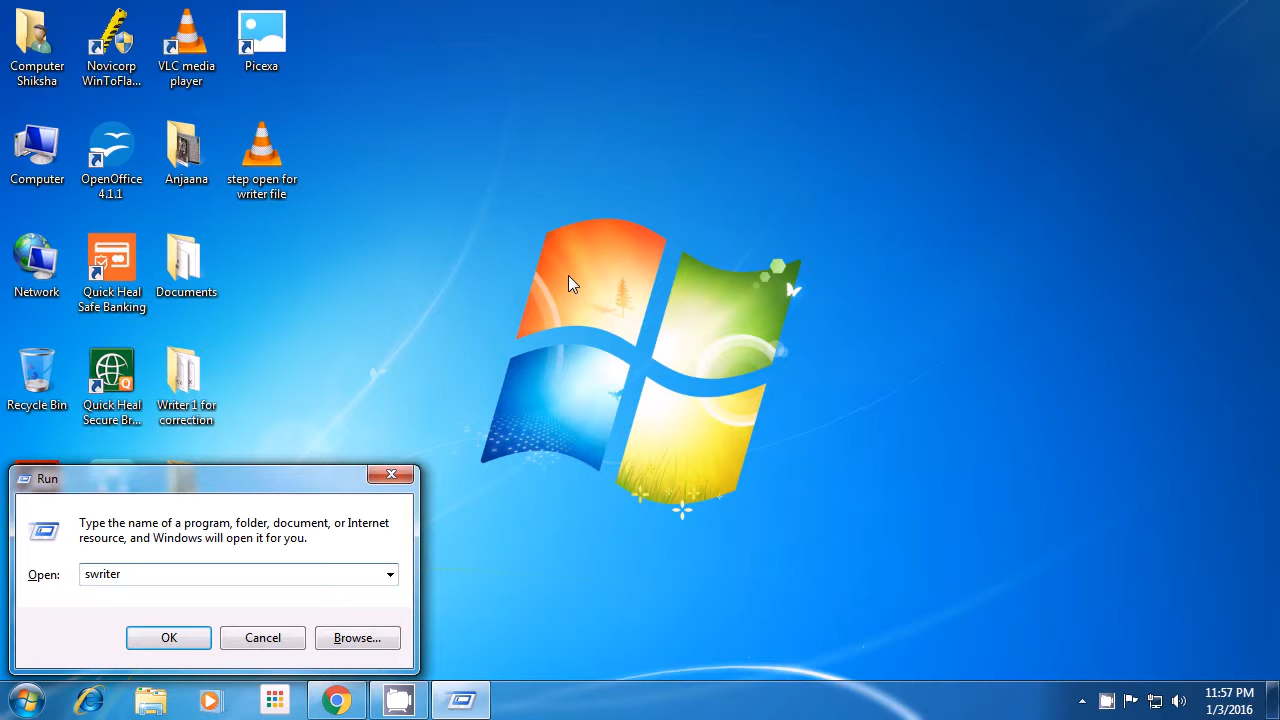 Computer
Shiksha
Novicorp
WinToFla...
VLC media
player
Picexa
Computer
OpenOffice
4.1.1
Anjaana
step open for
writer file
Network
Quick Heal
Safe Banking
Documents
Recycle Bin
Quick Heal
Secure Br...
Writer 1 for
correction
Run
Type the name of a program, folder, document, or Internet
resource, and Windows will open it for you.
Open:
swriter
OK
Cancel
Browse...
11:57 PM
1/3/2016